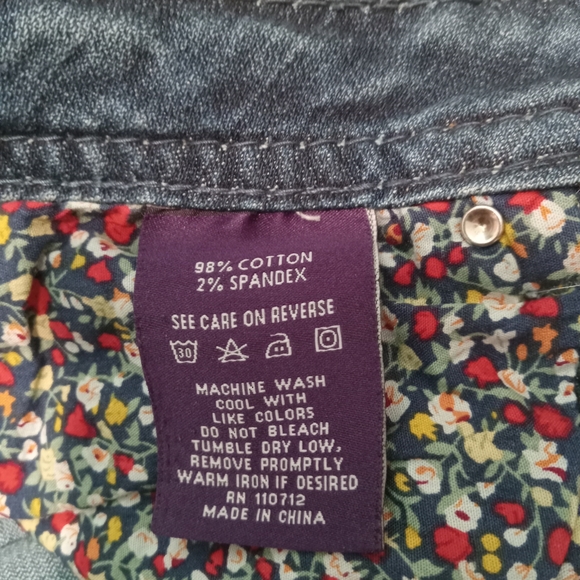 98% COTTON
2% SPANDEX
SEE CARE ON REVERSE
30
MACHINE WASH
COOL WITH
LIKE COLORS
DO NOT BLEACH
TUMBLE DRY LOW,
REMOVE PROMPTLY
WARM IRON IF DESIRED
RN 110712
MADE IN CHINA